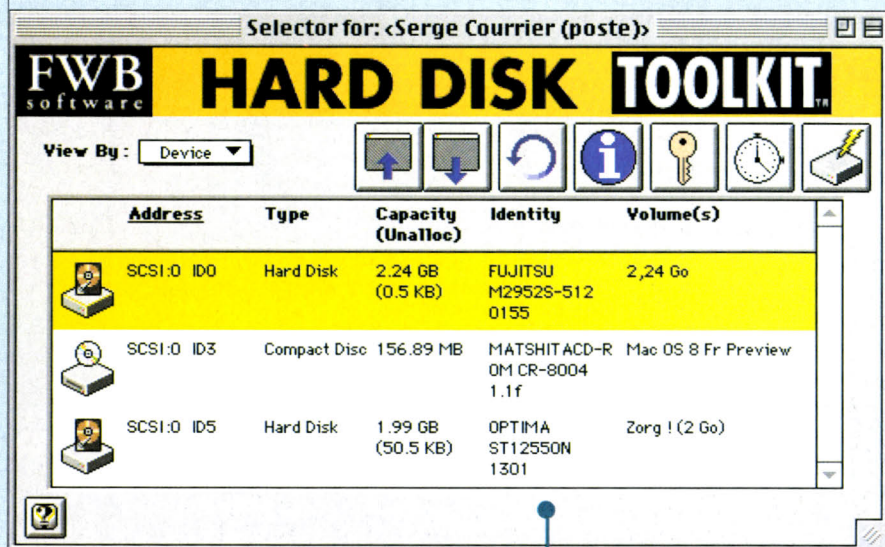 Selector for: ‹Serge Courrier (poste)›
FWB
software
HARD DISK TOOLKIT™
View By: Device
Address Type Capacity (Unalloc) Identity Volume(s)
SCSI:0 ID0 Hard Disk 2.24 GB FUJITSU 2,24 Go
(0.5 KB) M2952S-512
0155
SCSI:0 ID3 Compact Disc 156.89 MB MATSHITACD-R Mac OS 8 Fr Preview
OM CR-8004
1.1f
SCSI:0 ID5 Hard Disk 1.99 GB OPTIMA Zorg ! (2 Go)
(50.5 KB) ST12550N
1301